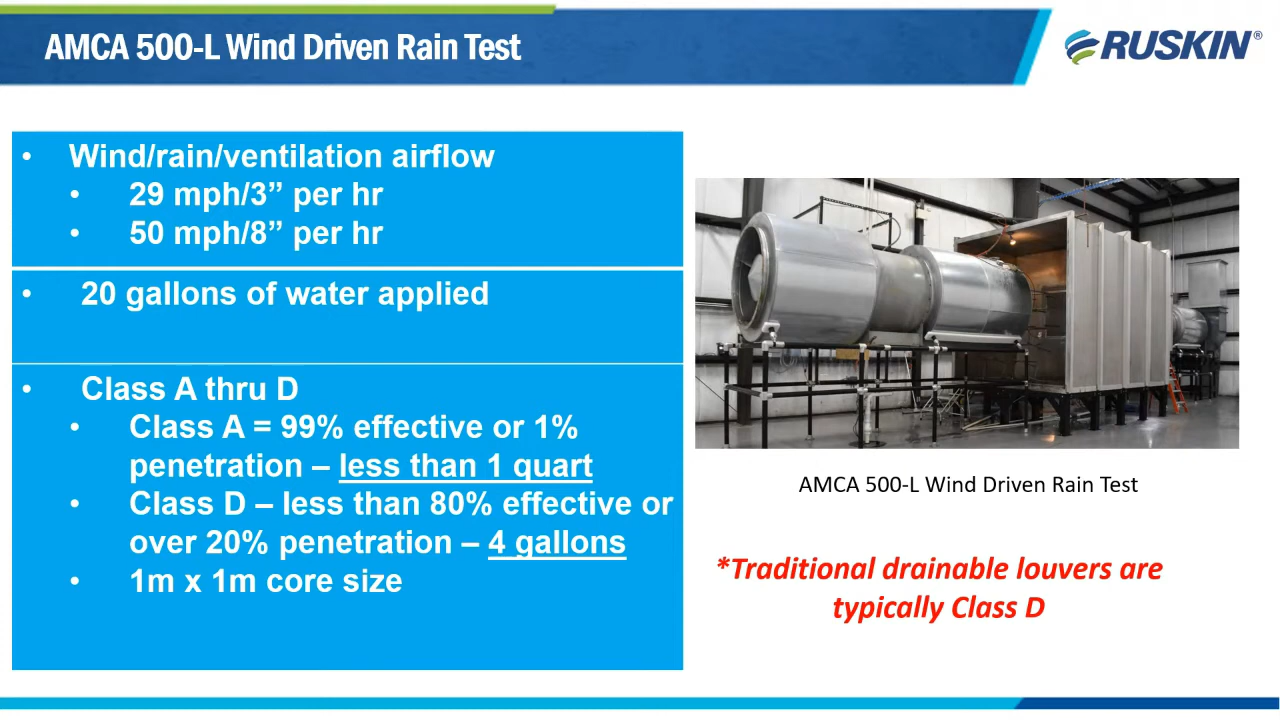 AMCA 500-L Wind Driven Rain Test
RUSKIN®
• Wind/rain/ventilation airflow
• 29 mph/3” per hr
• 50 mph/8” per hr
• 20 gallons of water applied
• Class A thru D
• Class A = 99% effective or 1%
penetration – less than 1 quart
• Class D – less than 80% effective or
over 20% penetration – 4 gallons
• 1m x 1m core size
AMCA 500-L Wind Driven Rain Test
*Traditional drainable louvers are
typically Class D